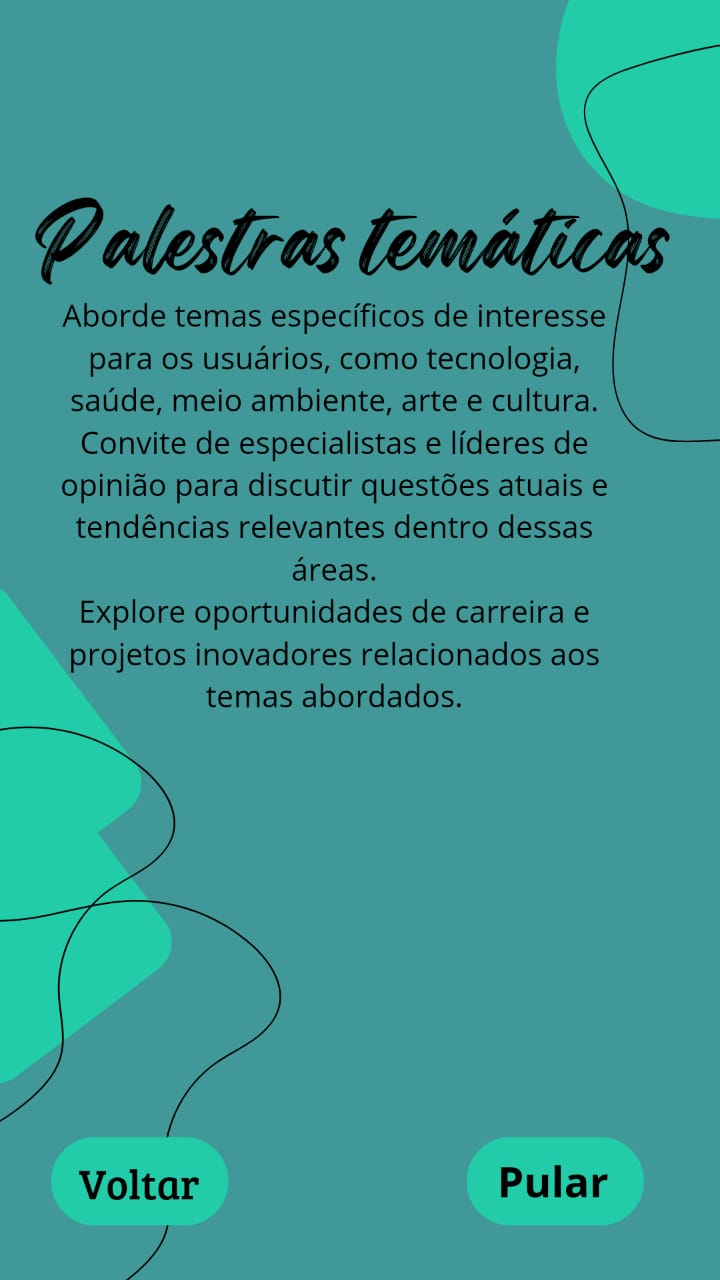 Palestras temáticas
Aborde temas específicos de interesse
para os usuários, como tecnologia,
saúde, meio ambiente, arte e cultura.
Convite de especialistas e líderes de
opinião para discutir questões atuais e
tendências relevantes dentro dessas
áreas.
Explore oportunidades de carreira e
projetos inovadores relacionados aos
temas abordados.
Voltar
Pular